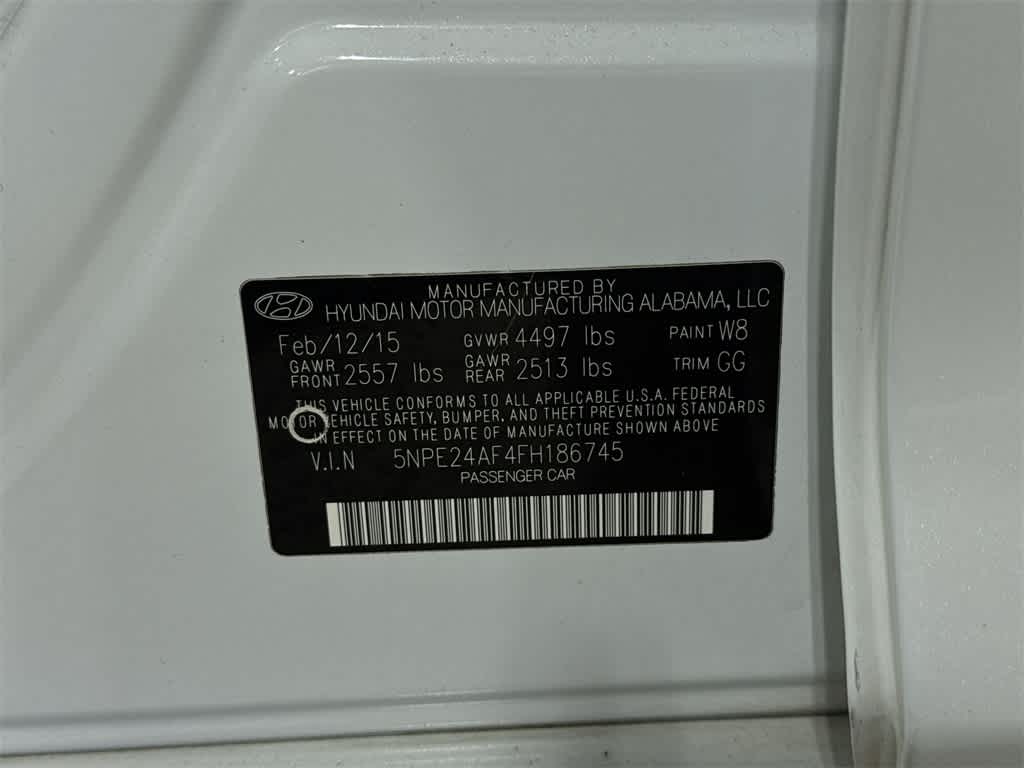 MANUFACTURED BY
HYUNDAI MOTOR MANUFACTURING ALABAMA, LLC
Feb/12/15 GVWR 4497 lbs PAINT W8
GAWR FRONT 2557 lbs GAWR REAR 2513 lbs TRIM GG
THIS VEHICLE CONFORMS TO ALL APPLICABLE U.S.A. FEDERAL
MOTOR VEHICLE SAFETY, BUMPER, AND THEFT PREVENTION STANDARDS
IN EFFECT ON THE DATE OF MANUFACTURE SHOWN ABOVE
V.I.N 5NPE24AF4FH186745
PASSENGER CAR